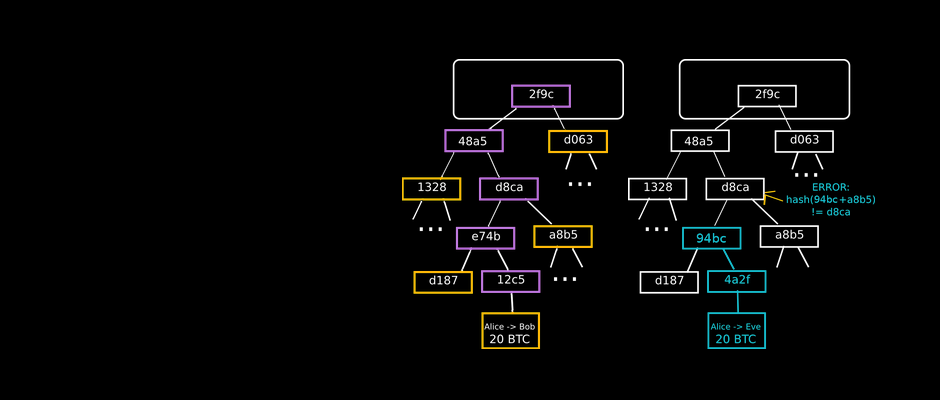 2f9c
48a5
d063
1328
d8ca
e74b
a8b5
d187
12c5
Alice -> Bob
20 BTC
2f9c
48a5
d063
1328
d8ca
ERROR:
hash(94bc+a8b5)
!= d8ca
94bc
a8b5
d187
4a2f
Alice -> Eve
20 BTC